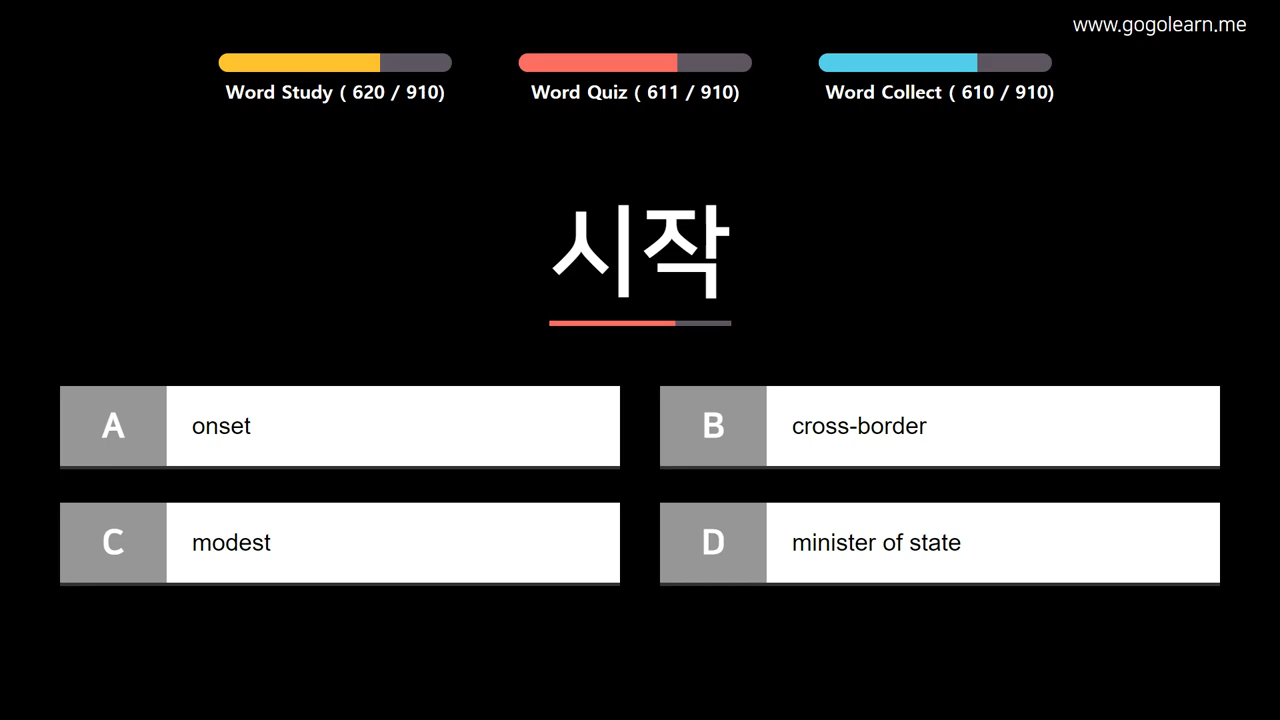 www.gogolearn.me
Word Study ( 620 / 910)
Word Quiz ( 611 / 910)
Word Collect ( 610 / 910)
시작
A
onset
B
cross-border
C
modest
D
minister of state